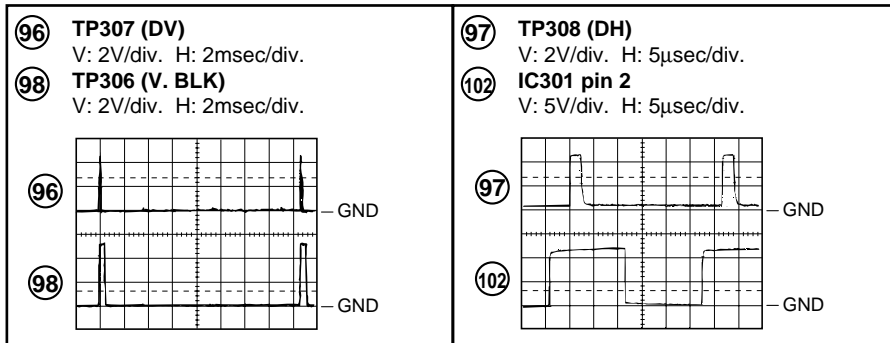 96 TP307 (DV)
V: 2V/div. H: 2msec/div.
98 TP306 (V. BLK)
V: 2V/div. H: 2msec/div.
96
GND
98
GND
97 TP308 (DH)
V: 2V/div. H: 5μsec/div.
102 IC301 pin 2
V: 5V/div. H: 5μsec/div.
97
GND
102
GND